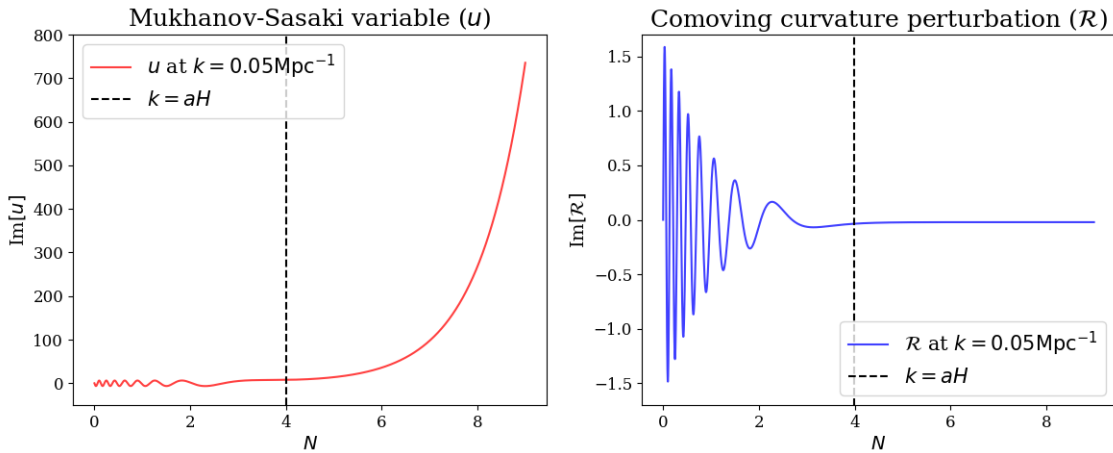 Mukhanov-Sasaki variable (u)
800
700
600
500
400
300
200
100
0
Im[u]
u at k = 0.05Mpc⁻¹
k = aH
0 2 4 6 8
N
Comoving curvature perturbation (ℛ)
1.5
1.0
0.5
0.0
−0.5
−1.0
−1.5
Im[ℛ]
ℛ at k = 0.05Mpc⁻¹
k = aH
0 2 4 6 8
N